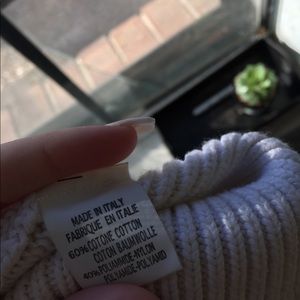 MADE IN ITALY
FABRIQUE EN ITALIE
60% COTONE COTTON
COTON BAUMWOLLE
40% POLIAMMIDE-NYLON
POLYAMIDE-POLYAMID